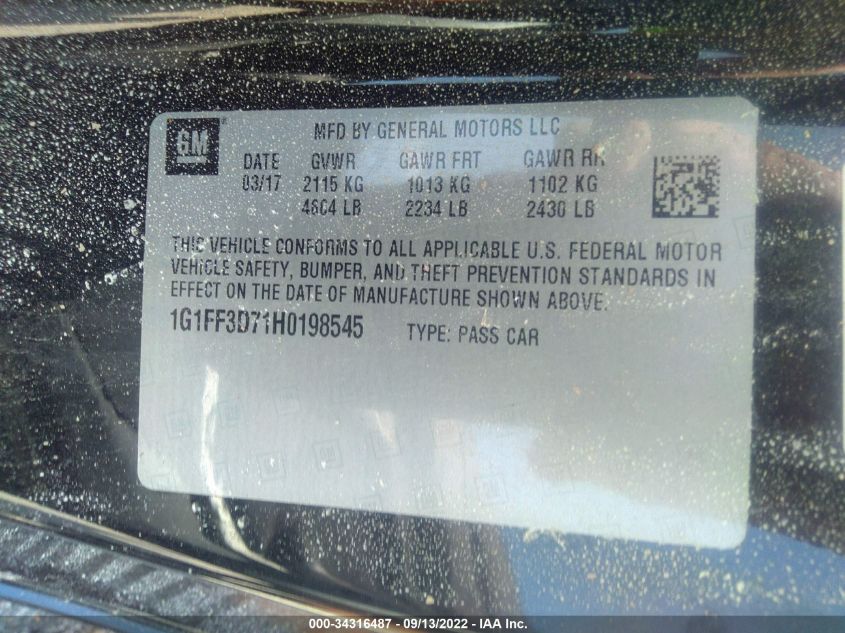 GM MFD BY GENERAL MOTORS LLC
DATE GVWR GAWR FRT GAWR RR
03/17 2115 KG 1013 KG 1102 KG
4664 LB 2234 LB 2430 LB
THIS VEHICLE CONFORMS TO ALL APPLICABLE U.S. FEDERAL MOTOR
VEHICLE SAFETY, BUMPER, AND THEFT PREVENTION STANDARDS IN
EFFECT ON THE DATE OF MANUFACTURE SHOWN ABOVE.
1G1FF3D71H0198545 TYPE: PASS CAR
000-34316487 - 09/13/2022 - IAA Inc.